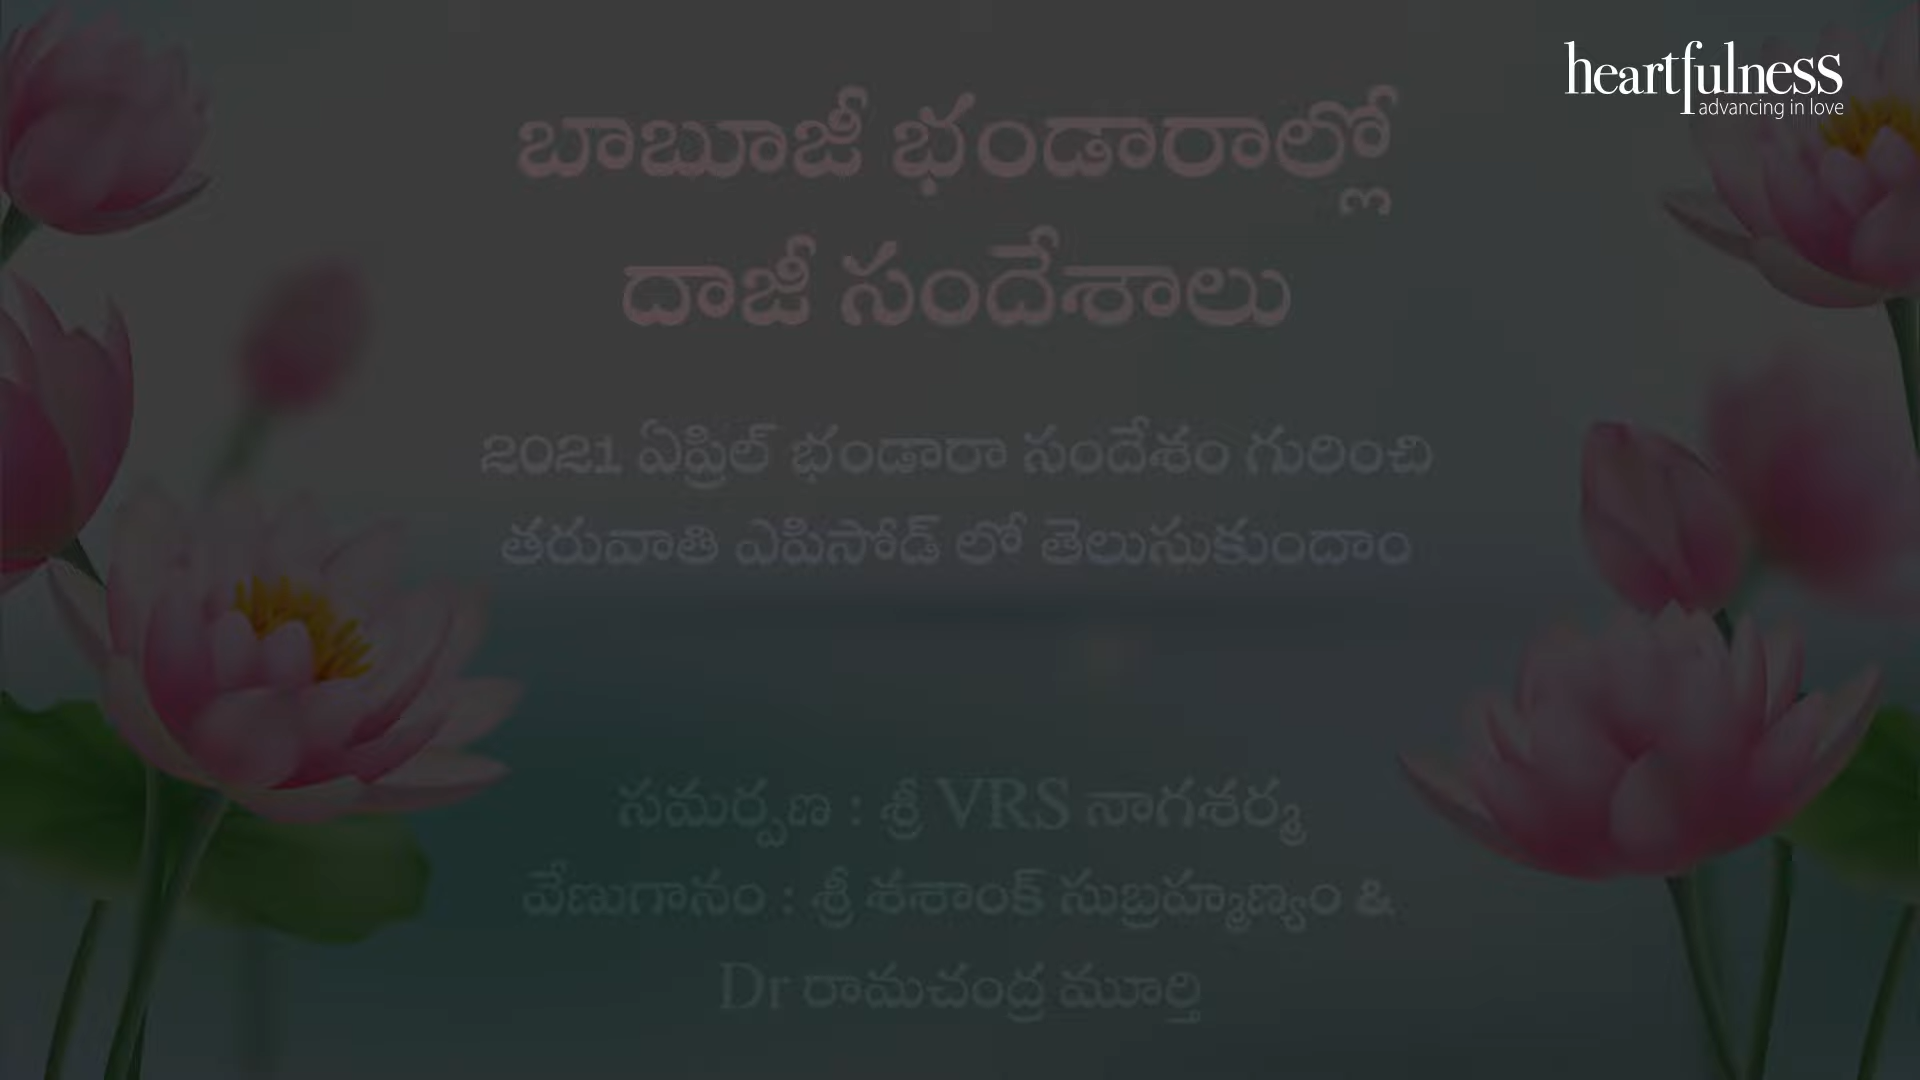 heartfulness
advancing in love
బాబూజీ భండారాల్లో
దాజీ సందేశాలు
2021 ఏప్రిల్ భండారా సందేశం గురించి
తరువాతి ఎపిసోడ్ లో తెలుసుకుందాం
సమర్పణ : శ్రీ VRS నాగశర్మ
వేణుగానం : శ్రీ శశాంక్ సుబ్రహ్మణ్యం &
Dr రామచంద్ర మూర్తి